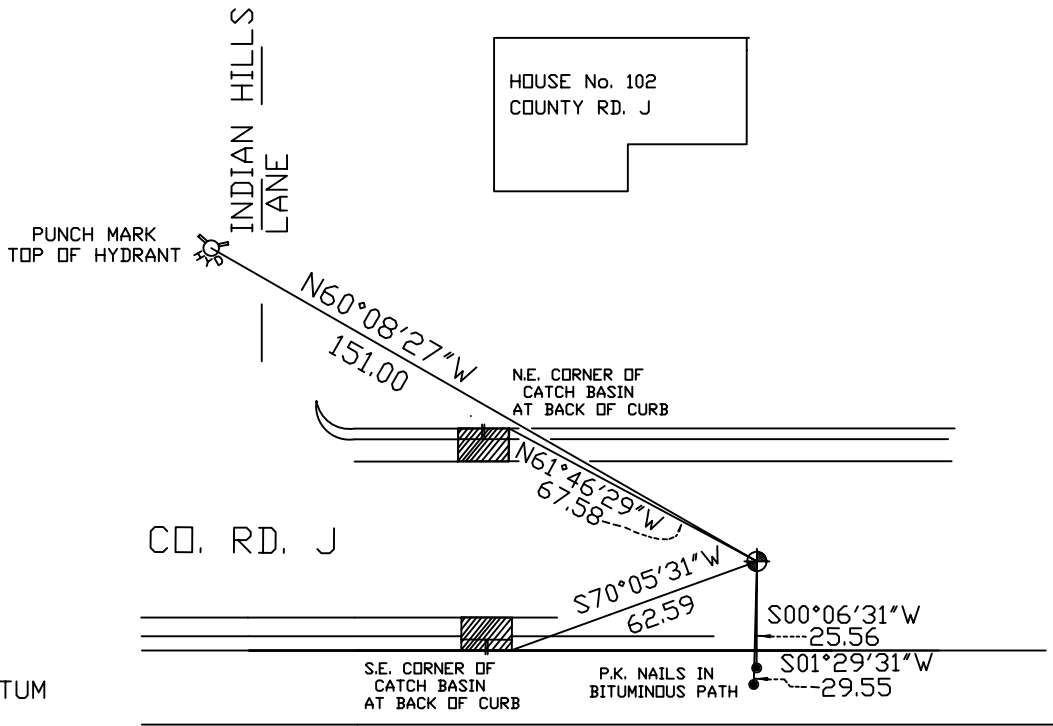 INDIAN HILLS
LANE
HOUSE No. 102
COUNTY RD. J
PUNCH MARK
TOP OF HYDRANT
HYD
N60°08'27"W
151.00
N.E. CORNER OF
CATCH BASIN
AT BACK OF CURB
N61°46'29"W
67.58
CO. RD. J
S70°05'31"W
62.59
S00°06'31"W
25.56
S01°29'31"W
29.55
S.E. CORNER OF
CATCH BASIN
AT BACK OF CURB
P.K. NAILS IN
BITUMINOUS PATH
TUM